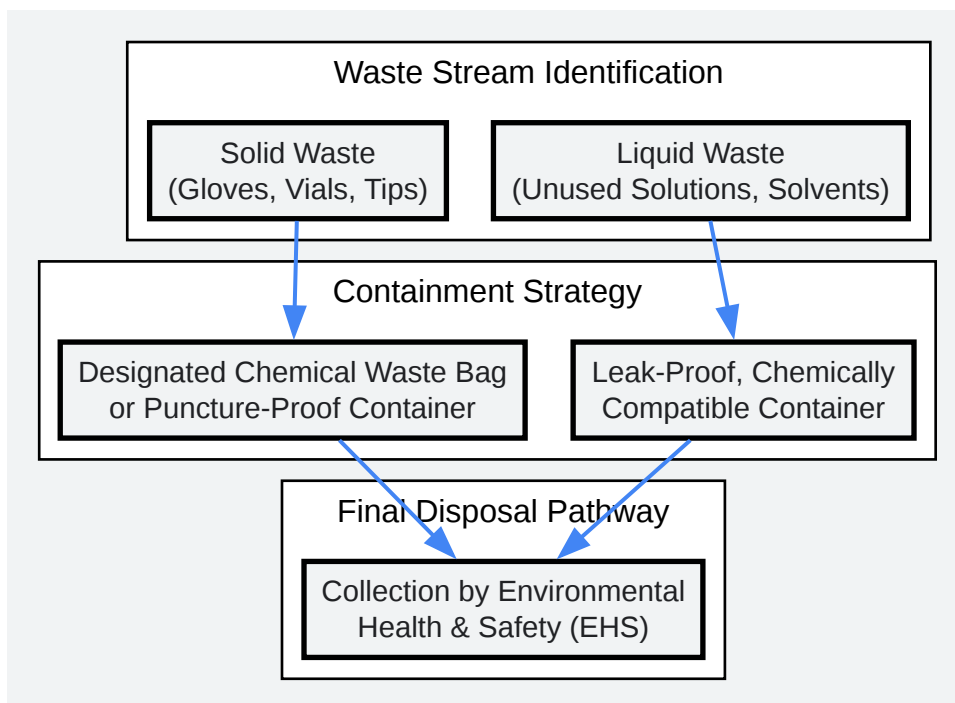 Waste Stream Identification
Solid Waste
(Gloves, Vials, Tips)
Liquid Waste
(Unused Solutions, Solvents)
Containment Strategy
Designated Chemical Waste Bag
or Puncture-Proof Container
Leak-Proof, Chemically
Compatible Container
Final Disposal Pathway
Collection by Environmental
Health & Safety (EHS)